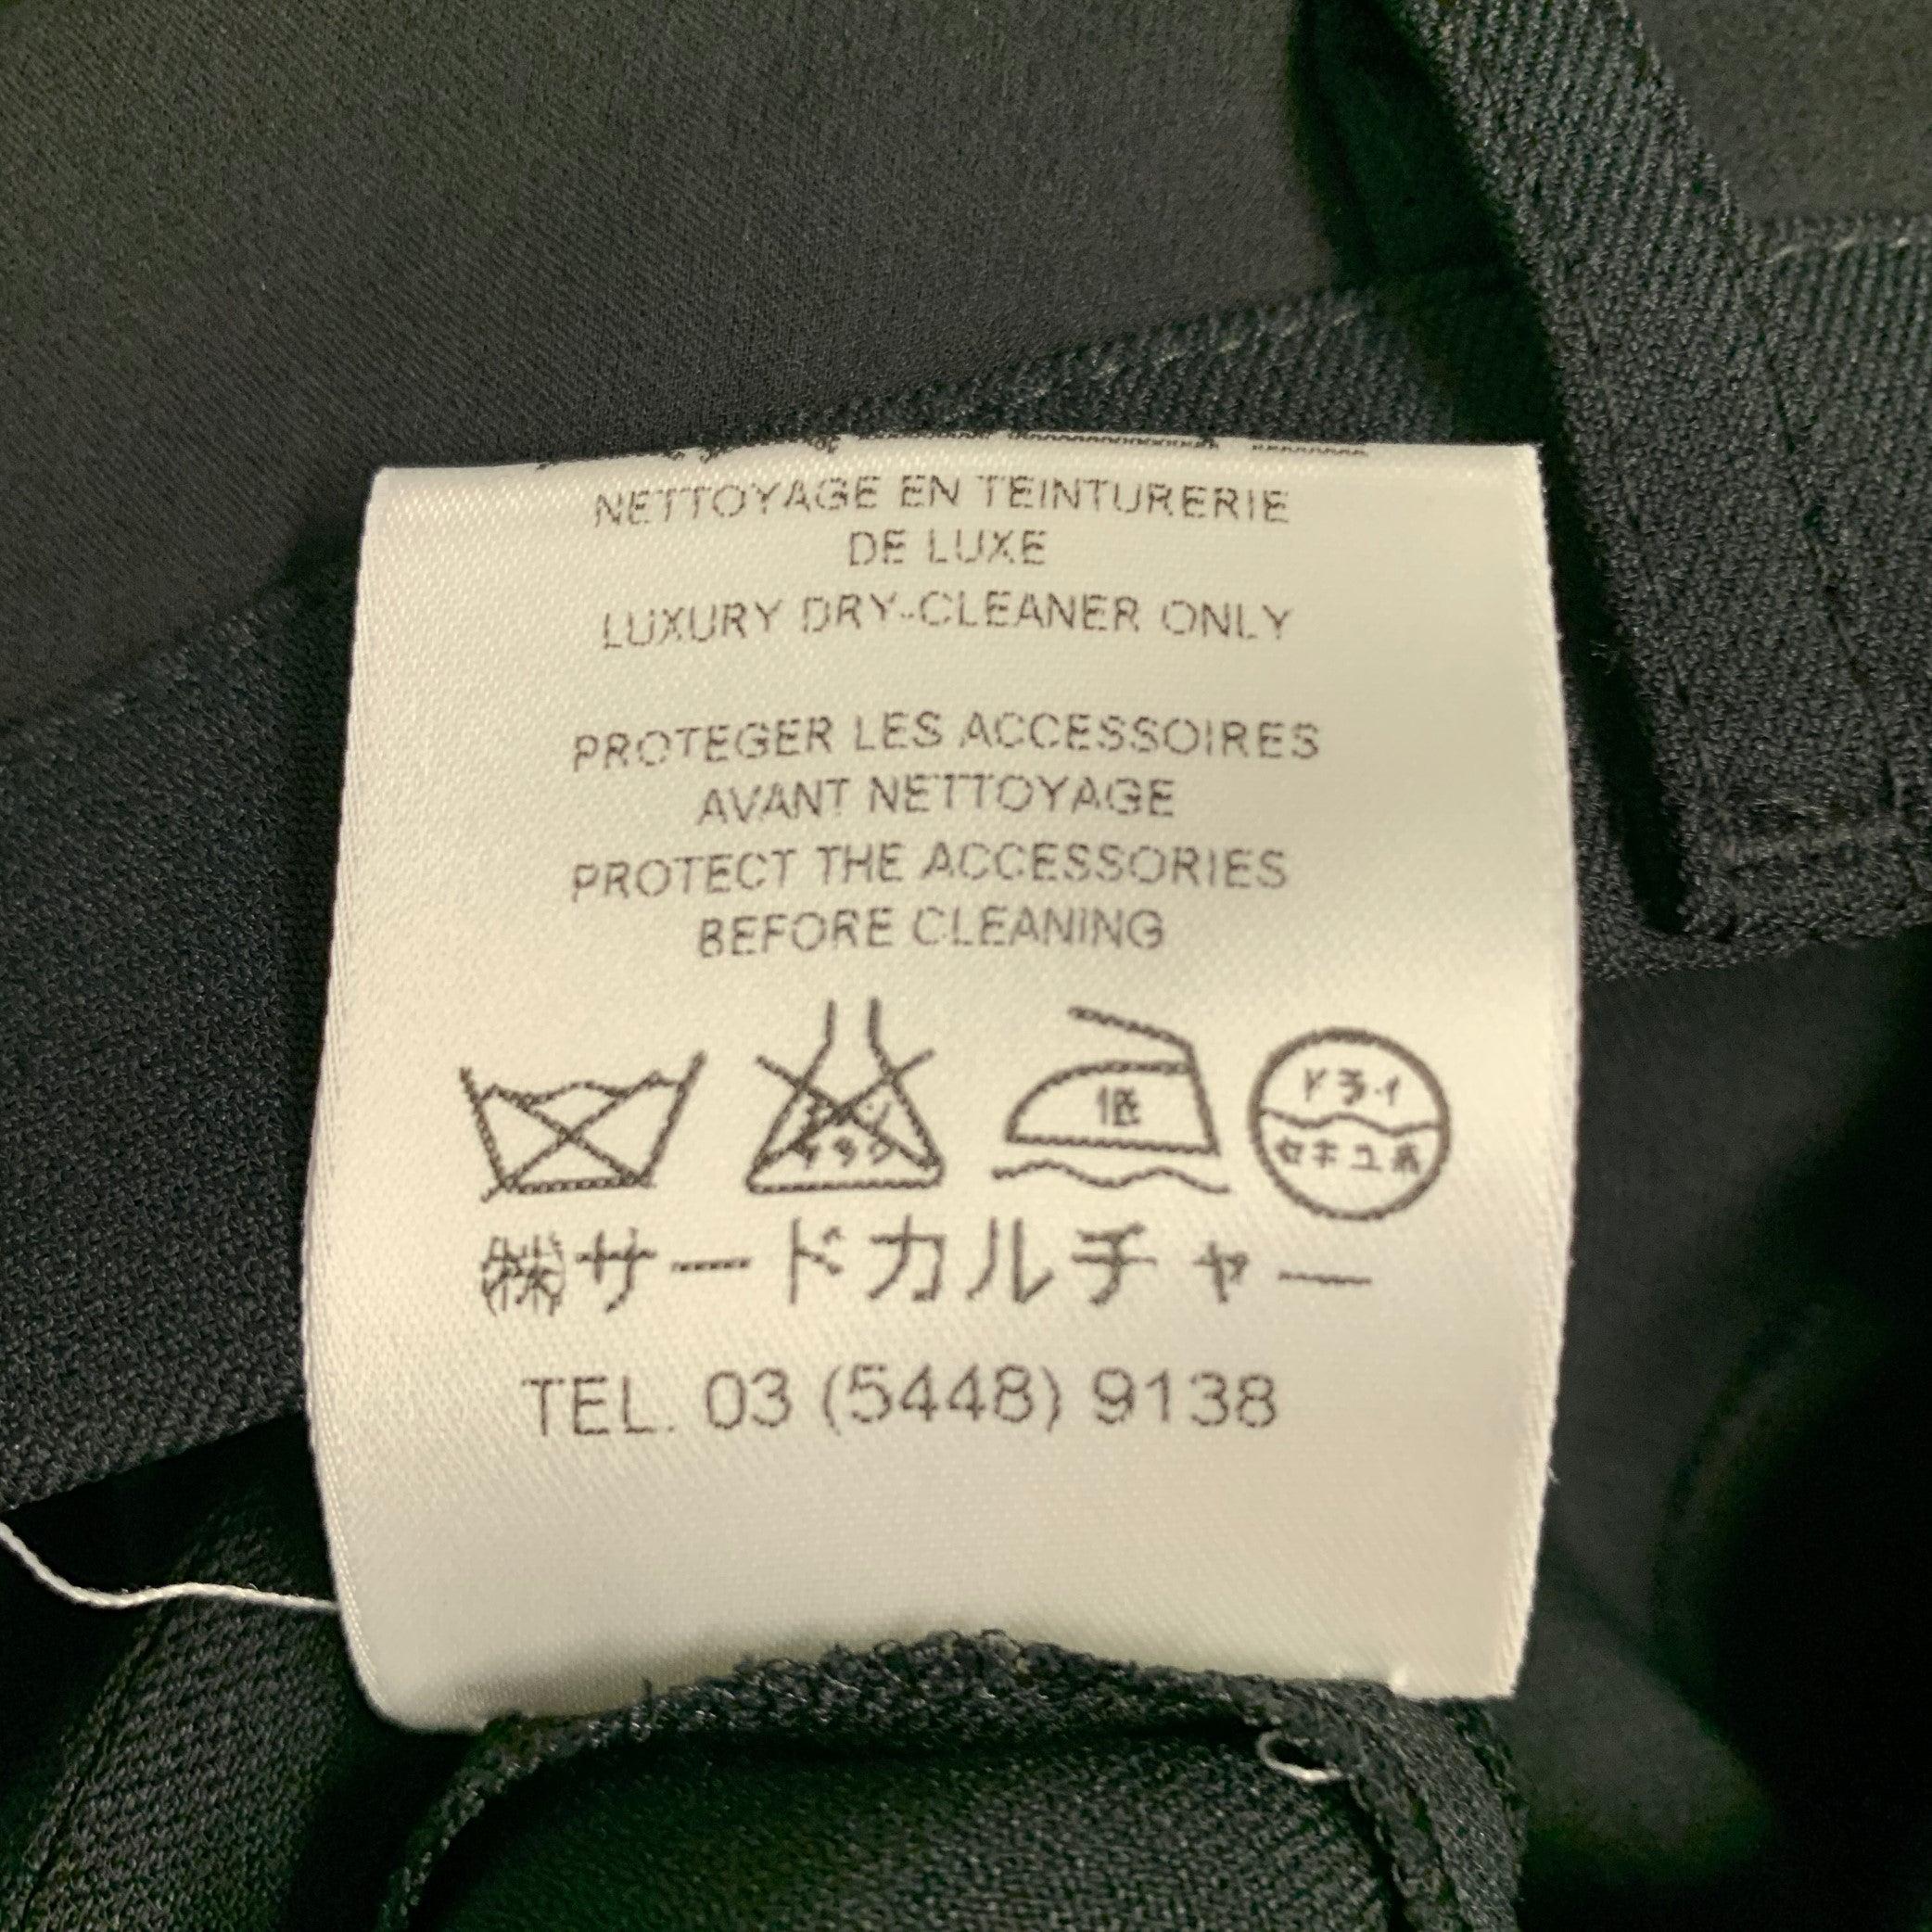 NETTOYAGE EN TEINTURERIE
DE LUXE
LUXURY DRY-CLEANER ONLY
PROTEGER LES ACCESSOIRES
AVANT NETTOYAGE
PROTECT THE ACCESSORIES
BEFORE CLEANING
低
ドライ
セキユ系
㈱サードカルチャー
TEL. 03 (5448) 9138